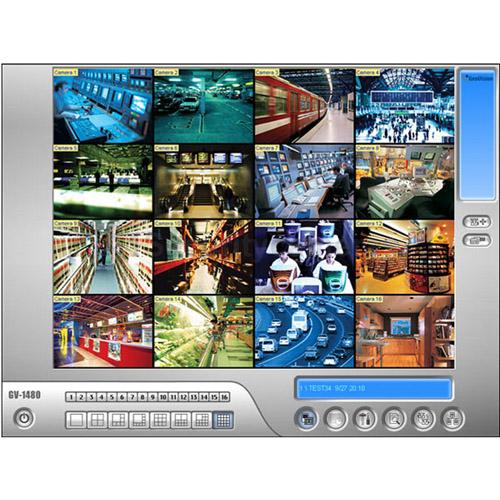 Camera 1 Camera 2 Camera 3 Camera 4
GeoVision
Camera 5 Camera 6 Camera 7 Camera 8
Camera 9 Camera 10 Camera 11 Camera 12
Camera 13 Camera 14 Camera 15 Camera 16
GV-1480
1 2 3 4 5 6 7 8 9 10 11 12 13 14 15 16
TEST34 9/27 20:10